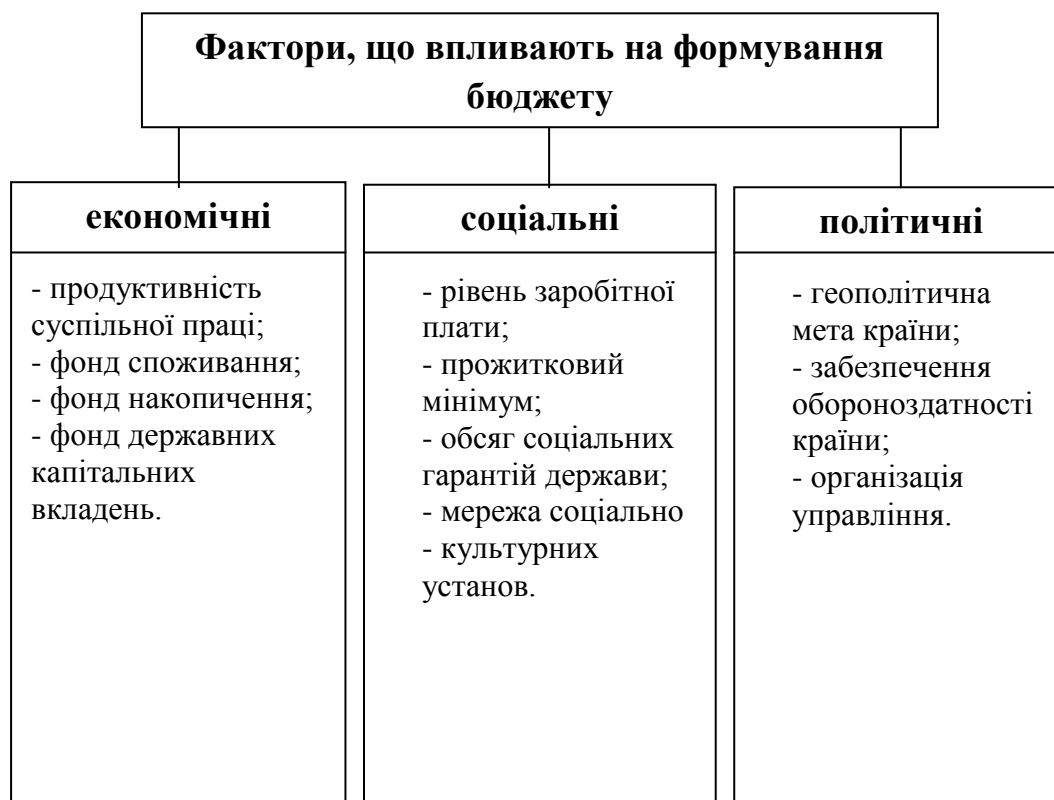 Фактори, що впливають на формування
бюджету
економічні
- продуктивність
суспільної праці;
- фонд споживання;
- фонд накопичення;
- фонд державних
капітальних
вкладень.
соціальні
- рівень заробітної
плати;
- прожитковий
мінімум;
- обсяг соціальних
гарантій держави;
- мережа соціально
- культурних
установ.
політичні
- геополітична
мета країни;
- забезпечення
обороноздатності
країни;
- організація
управління.